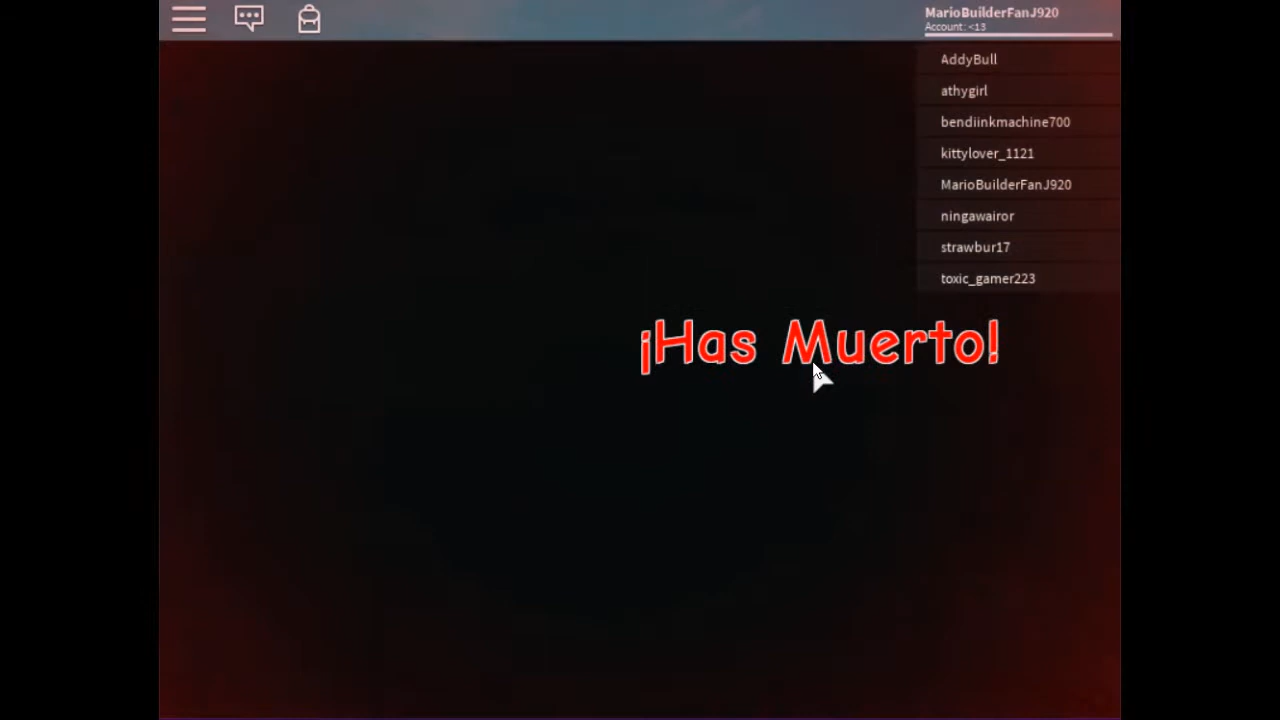 MarioBuilderFanJ920
Account: <13
AddyBull
athygirl
bendiinkmachine700
kittylover_1121
MarioBuilderFanJ920
ningawairor
strawbur17
toxic_gamer223
¡Has Muerto!